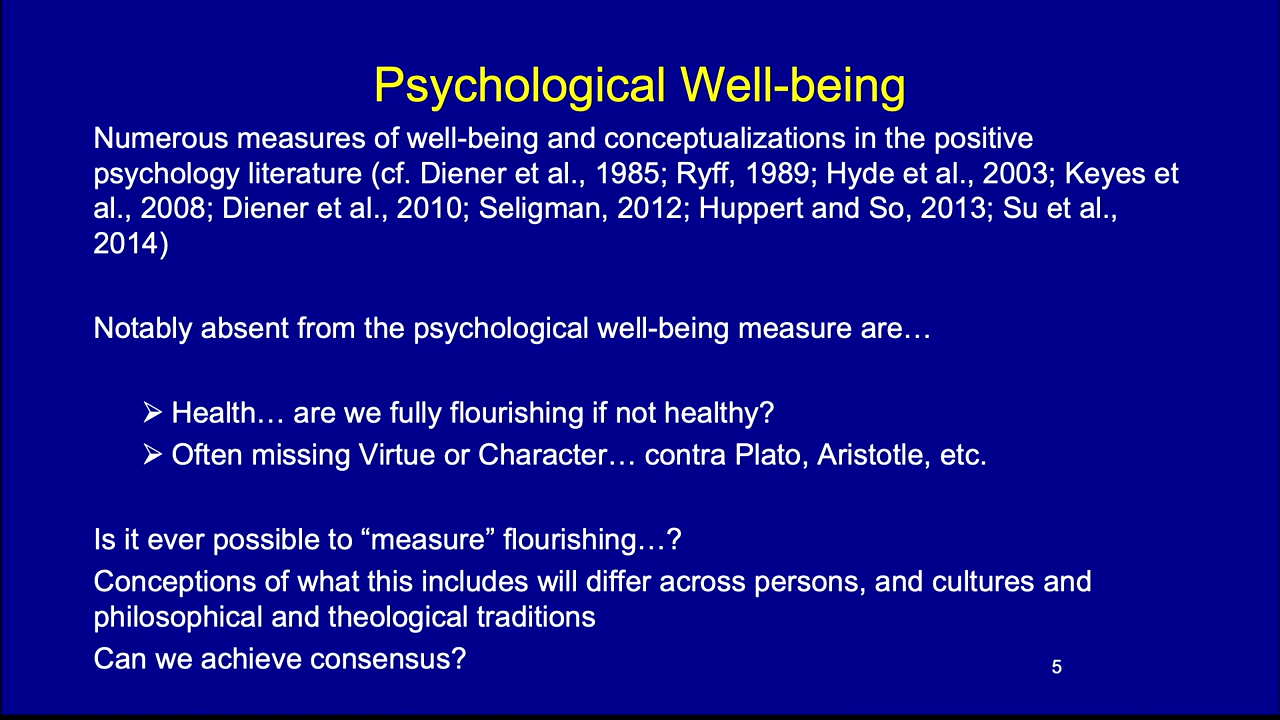 Psychological Well-being
Numerous measures of well-being and conceptualizations in the positive
psychology literature (cf. Diener et al., 1985; Ryff, 1989; Hyde et al., 2003; Keyes et
al., 2008; Diener et al., 2010; Seligman, 2012; Huppert and So, 2013; Su et al.,
2014)
Notably absent from the psychological well-being measure are…
➢ Health… are we fully flourishing if not healthy?
➢ Often missing Virtue or Character… contra Plato, Aristotle, etc.
Is it ever possible to “measure” flourishing…?
Conceptions of what this includes will differ across persons, and cultures and
philosophical and theological traditions
Can we achieve consensus?
5